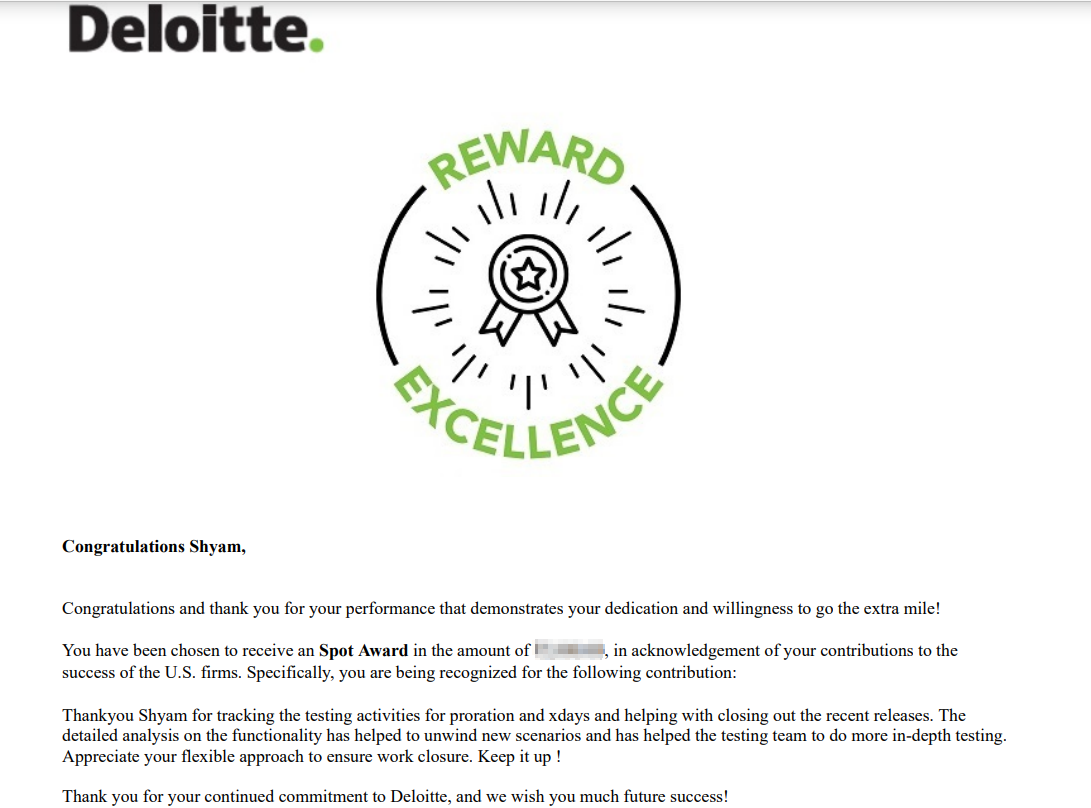 Deloitte.
REWARD
EXCELLENCE
Congratulations Shyam,
Congratulations and thank you for your performance that demonstrates your dedication and willingness to go the extra mile!
You have been chosen to receive an Spot Award in the amount of , in acknowledgement of your contributions to the
success of the U.S. firms. Specifically, you are being recognized for the following contribution:
Thankyou Shyam for tracking the testing activities for proration and xdays and helping with closing out the recent releases. The
detailed analysis on the functionality has helped to unwind new scenarios and has helped the testing team to do more in-depth testing.
Appreciate your flexible approach to ensure work closure. Keep it up !
Thank you for your continued commitment to Deloitte, and we wish you much future success!